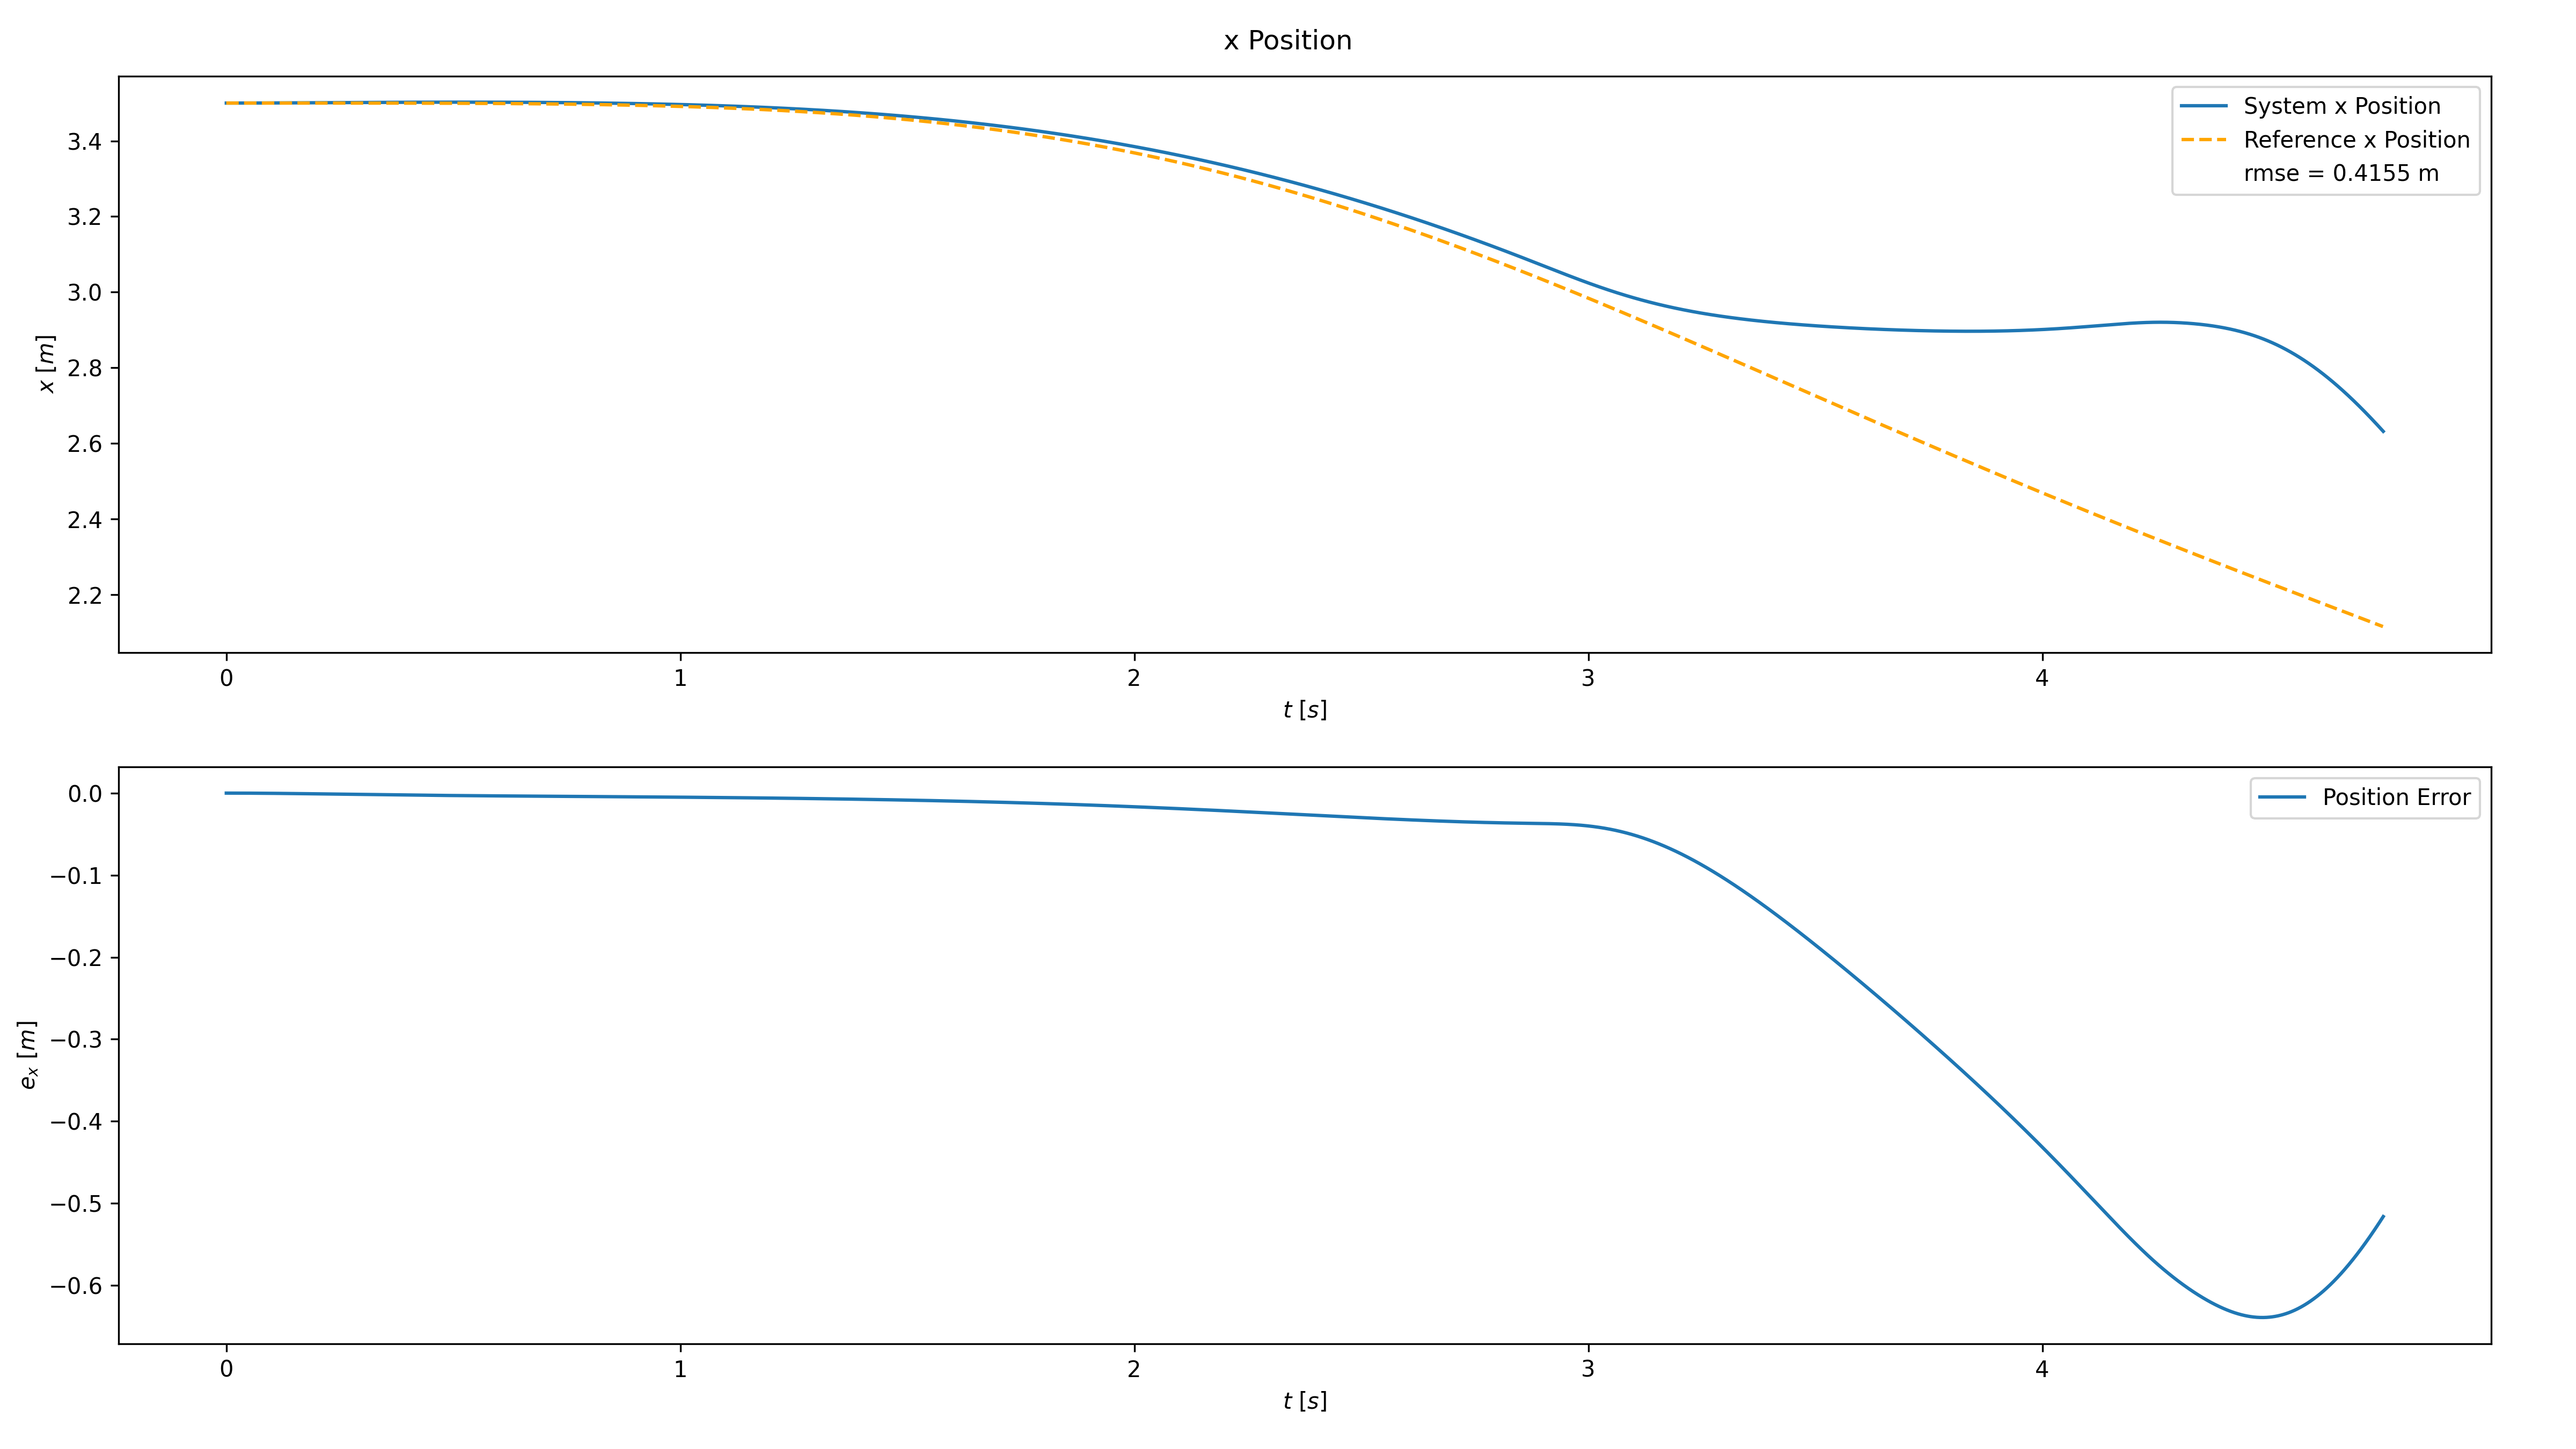 x Position
System x Position
Reference x Position
rmse = 0.4155 m
3.4
3.2
3.0
2.8
2.6
2.4
2.2
x [m]
0 1 2 3 4
t [s]
Position Error
0.0
−0.1
−0.2
−0.3
−0.4
−0.5
−0.6
eₓ [m]
0 1 2 3 4
t [s]